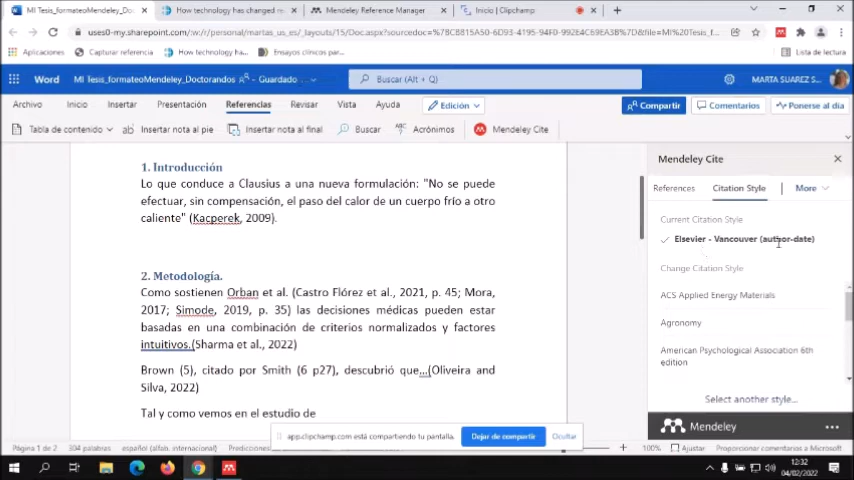 MI Tesis_formateoMendeley_Doct
How technology has changed re
Mendeley Reference Manager
Inicio | Clipchamp
uses0-my.sharepoint.com/:w:/r/personal/martas_us_es/_layouts/15/Doc.aspx?sourcedoc=%7BC8815A50-6D93-4195-974C-992E4C69EA3B%7D&file=MI%20Tesis_f...
Aplicaciones
Capturar referencia
How technology ha...
Ensayos clínicos par...
Lista de lectura
Word
MI Tesis_formateoMendeley_Doctorandos
- Guardado
Buscar (Alt + Q)
MARTA SUAREZ S...
Archivo
Inicio
Insertar
Presentación
Referencias
Revisar
Vista
Ayuda
Edición
Compartir
Comentarios
Ponerse al día
Tabla de contenido
ab
Insertar nota al pie
Insertar nota al final
Buscar
Acrónimos
Mendeley Cite
1. Introducción
Lo que conduce a Clausius a una nueva formulación: "No se puede
efectuar, sin compensación, el paso del calor de un cuerpo frío a otro
caliente" (Kacperek, 2009).
2. Metodología.
Como sostienen Orban et al. (Castro Flórez et al., 2021, p. 45; Mora,
2017; Simode, 2019, p. 35) las decisiones médicas pueden estar
basadas en una combinación de criterios normalizados y factores
intuitivos.(Sharma et al., 2022)
Brown (5), citado por Smith (6 p27), descubrió que...(Oliveira and
Silva, 2022)
Tal y como vemos en el estudio de
Mendeley Cite
References
Citation Style
More
Current Citation Style
Elsevier - Vancouver (author-date)
Change Citation Style
ACS Applied Energy Materials
Agronomy
American Psychological Association 6th
edition
Select another style...
Mendeley
app.clipchamp.com está compartiendo tu pantalla.
Dejar de compartir
Ocultar
Página 1 de 2
304 palabras
español (alfab. internacional)
Predicciones
100%
Ajustar
Proporcionar comentarios a Microsoft
12:32
04/02/2022